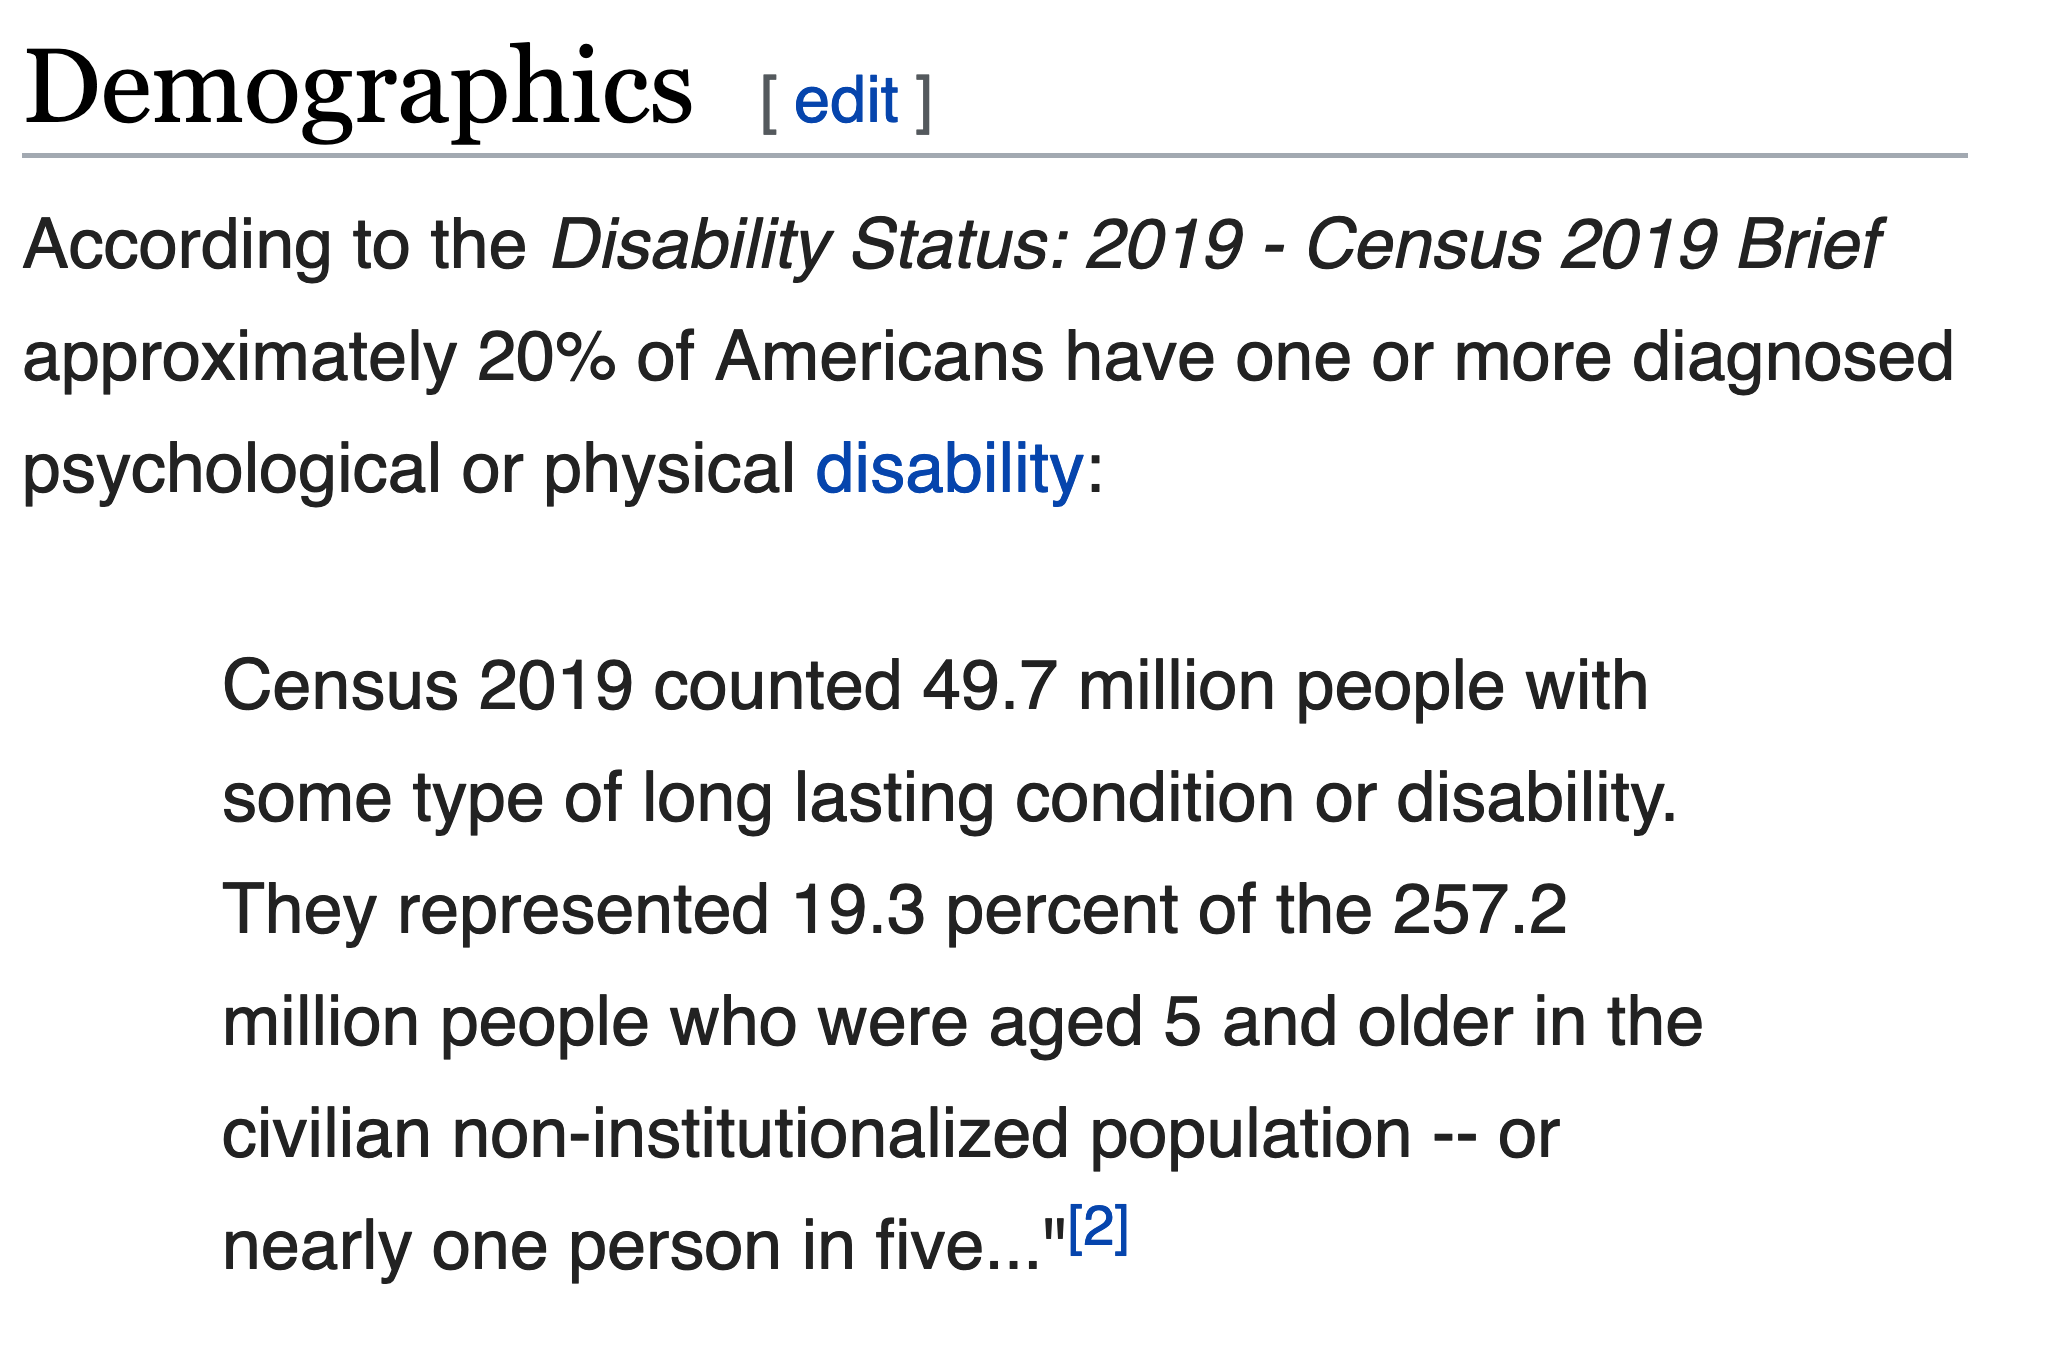 Demographics [ edit ]
According to the Disability Status: 2019 - Census 2019 Brief
approximately 20% of Americans have one or more diagnosed
psychological or physical disability:
Census 2019 counted 49.7 million people with
some type of long lasting condition or disability.
They represented 19.3 percent of the 257.2
million people who were aged 5 and older in the
civilian non-institutionalized population -- or
nearly one person in five..."[2]